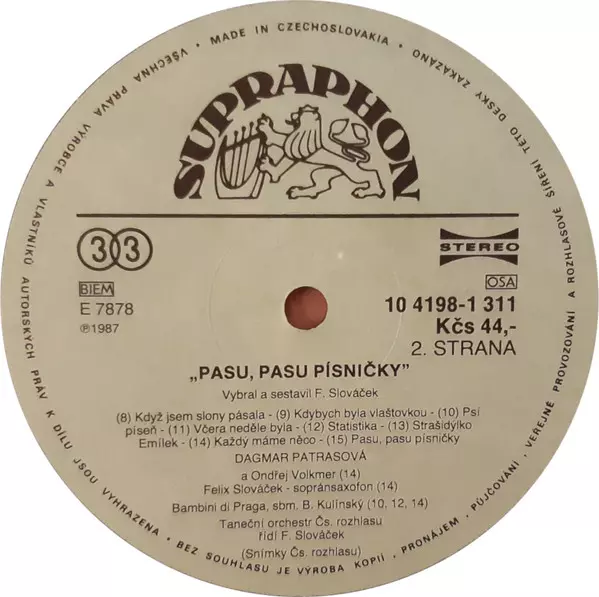 VŠECHNA PRÁVA VÝROBCE A VLASTNÍKŮ AUTORSKÝCH PRÁV K DÍLU JSOU VYHRAZENA • BEZ SOUHLASU JE VÝROBA KOPIÍ, PRONÁJEM, PŮJČOVÁNÍ, VEŘEJNÉ PROVOZOVÁNÍ A ROZHLASOVÉ ŠÍŘENÍ TÉTO DESKY ZAKÁZÁNO • MADE IN CZECHOSLOVAKIA •
SUPRAPHON
33
STEREO
BIEM
OSA
E 7878
10 4198-1 311
℗1987
Kčs 44,-
2. STRANA
„PASU, PASU PÍSNIČKY”
Vybral a sestavil F. Slováček
(8) Když jsem slony pásala - (9) Kdybych byla vlaštovkou - (10) Psí
píseň - (11) Včera neděle byla - (12) Statistika - (13) Strašidýlko
Emílek - (14) Každý máme něco - (15) Pasu, pasu písničky
DAGMAR PATRASOVÁ
a Ondřej Volkmer (14)
Felix Slováček - sopránsaxofon (14)
Bambini di Praga, sbm. B. Kulínský (10, 12, 14)
Taneční orchestr Čs. rozhlasu
řídí F. Slováček
(Snímky Čs. rozhlasu)